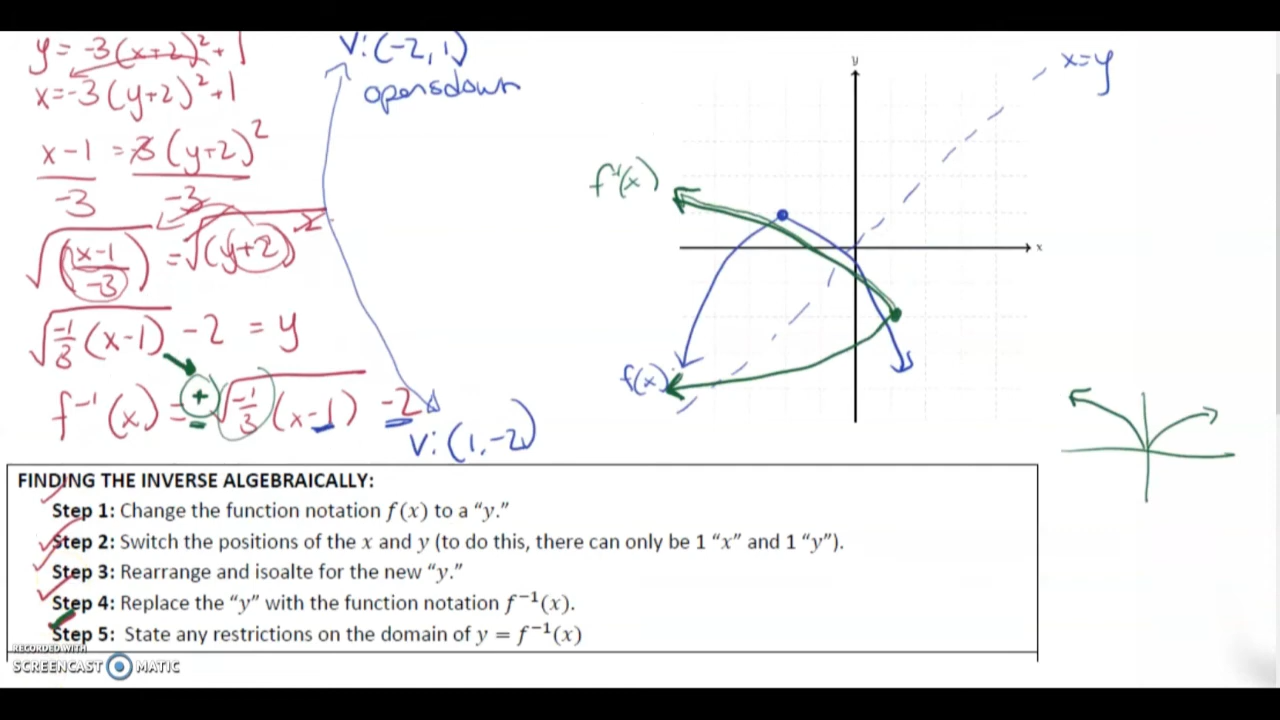 y = -3(x+2)²+1
x=-3(y+2)²+1
x-1 = -3(y+2)²
-3 -3
√(x-1/-3) = √(y+2)²
√-1/3 (x-1) -2 = y
f⁻¹(x) = ± √-1/3 (x-1) -2
V: (-2, 1)
opens down
V: (1, -2)
y
x=y
f⁻¹(x)
x
f(x)
FINDING THE INVERSE ALGEBRAICALLY:
Step 1: Change the function notation f(x) to a “y.”
Step 2: Switch the positions of the x and y (to do this, there can only be 1 “x” and 1 “y”).
Step 3: Rearrange and isoalte for the new “y.”
Step 4: Replace the “y” with the function notation f⁻¹(x).
Step 5: State any restrictions on the domain of y = f⁻¹(x)
RECORDED WITH
SCREENCAST MATIC